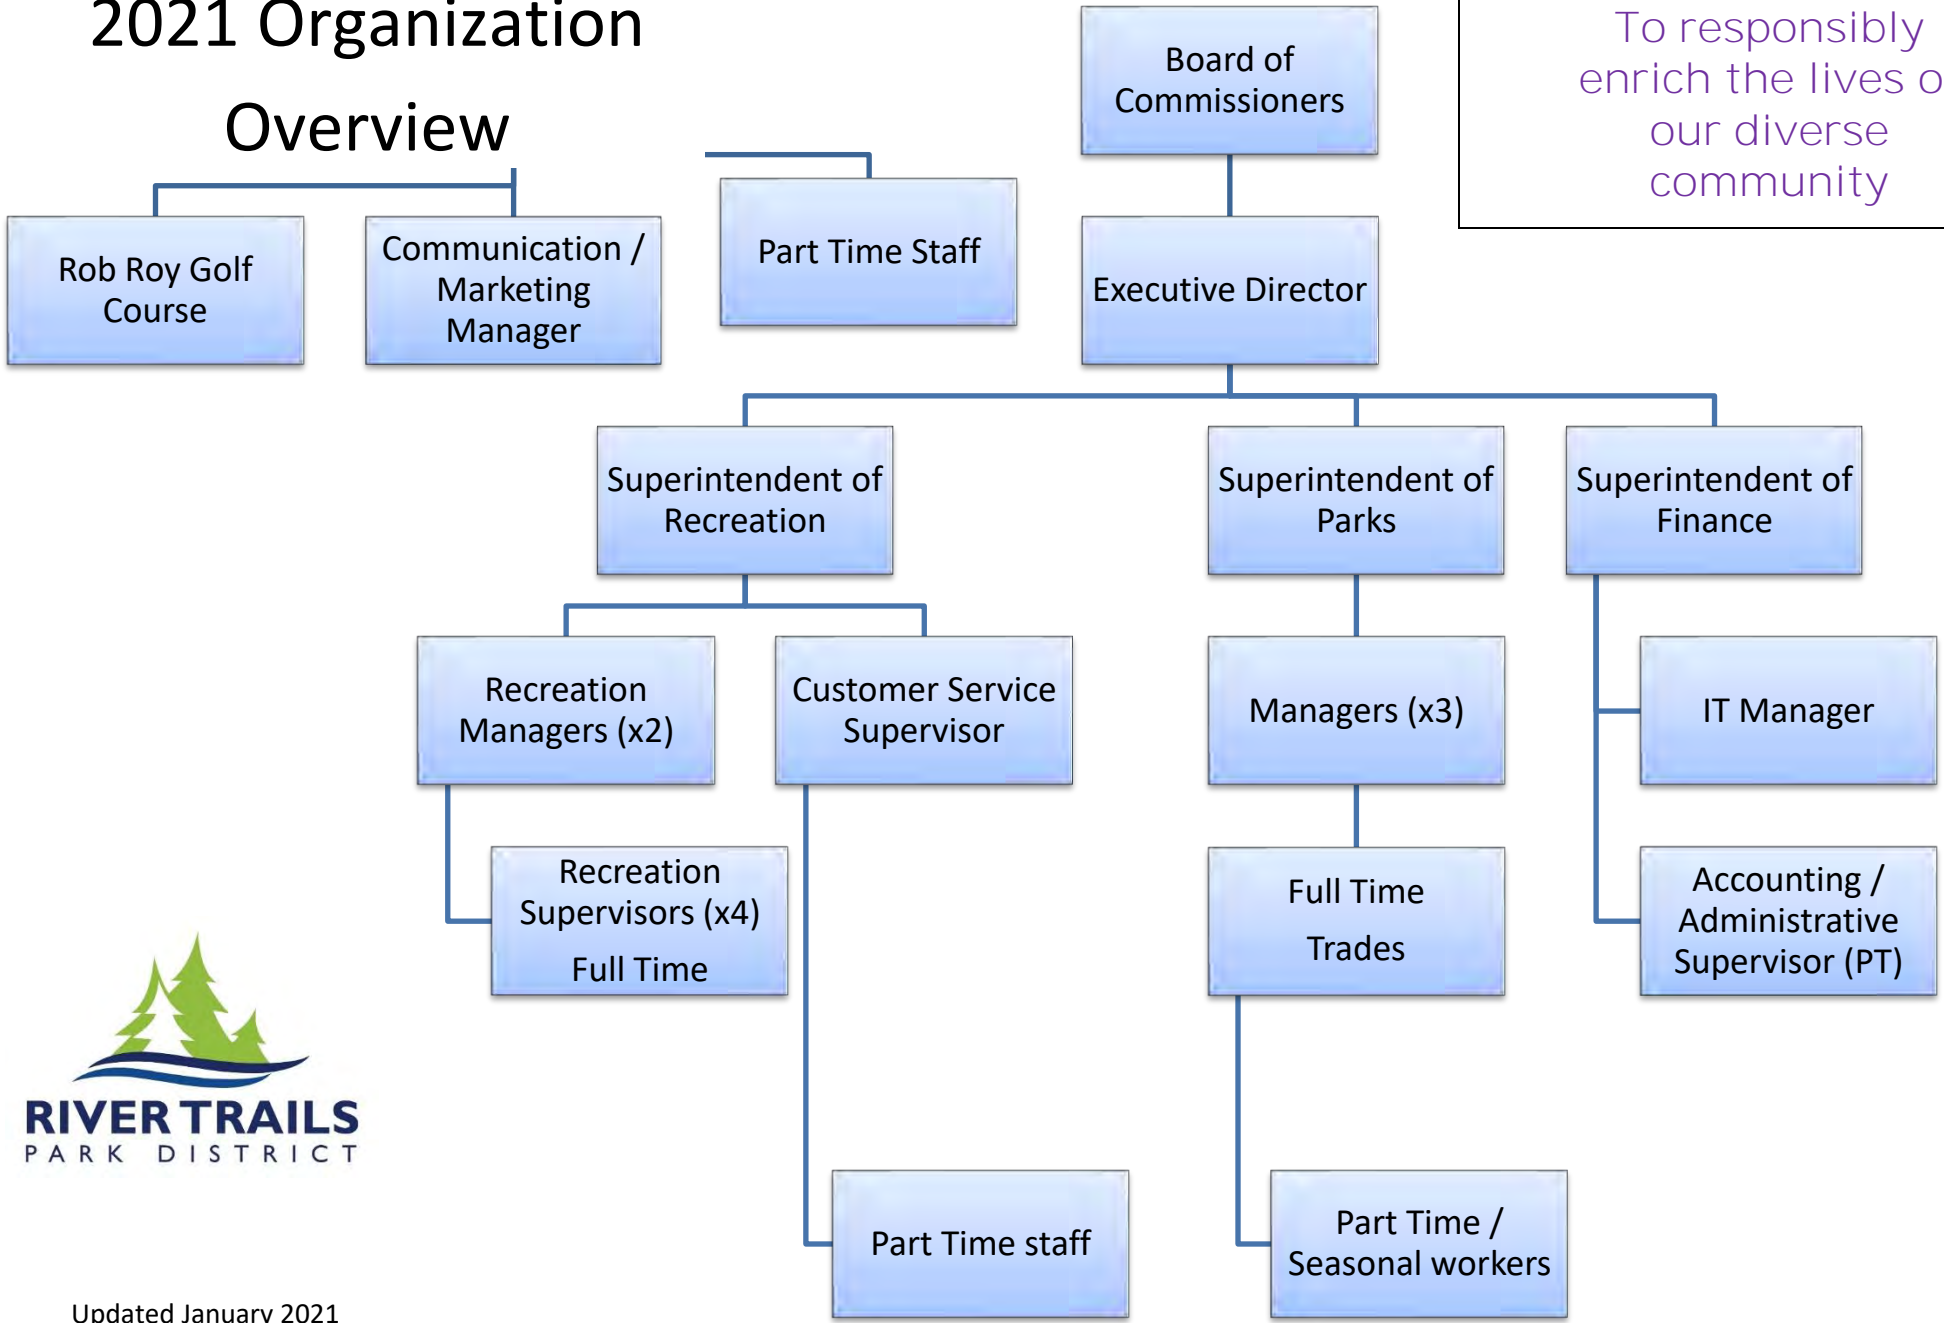 2021 Organization
Overview
To responsibly
enrich the lives o
our diverse
community
Board of
Commissioners
Rob Roy Golf
Course
Communication /
Marketing
Manager
Part Time Staff
Executive Director
Superintendent of
Recreation
Superintendent of
Parks
Superintendent of
Finance
Recreation
Managers (x2)
Customer Service
Supervisor
Managers (x3)
IT Manager
Recreation
Supervisors (x4)
Full Time
Full Time
Trades
Accounting /
Administrative
Supervisor (PT)
RIVER TRAILS
PARK DISTRICT
Part Time staff
Part Time /
Seasonal workers
Updated January 2021